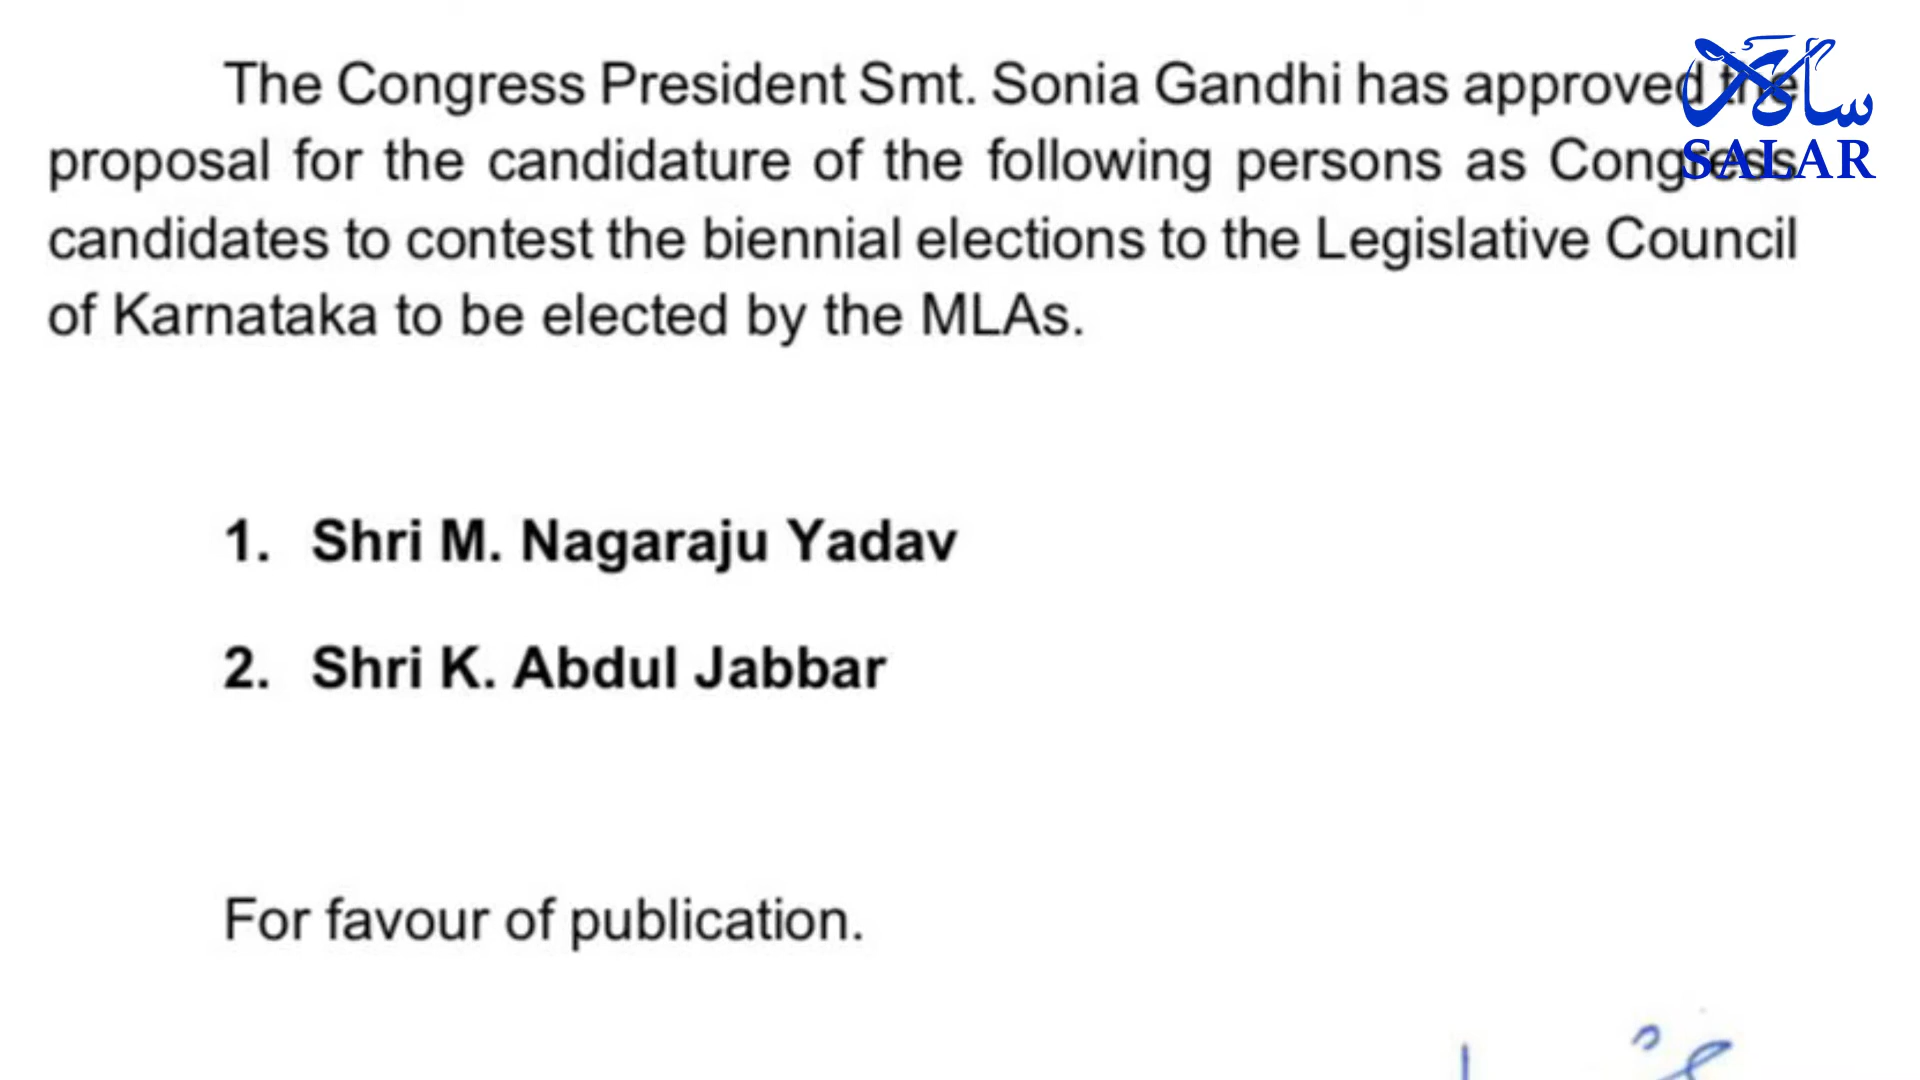 The Congress President Smt. Sonia Gandhi has approved the
proposal for the candidature of the following persons as Congress
candidates to contest the biennial elections to the Legislative Council
of Karnataka to be elected by the MLAs.
سالار
SALAR
1. Shri M. Nagaraju Yadav
2. Shri K. Abdul Jabbar
For favour of publication.